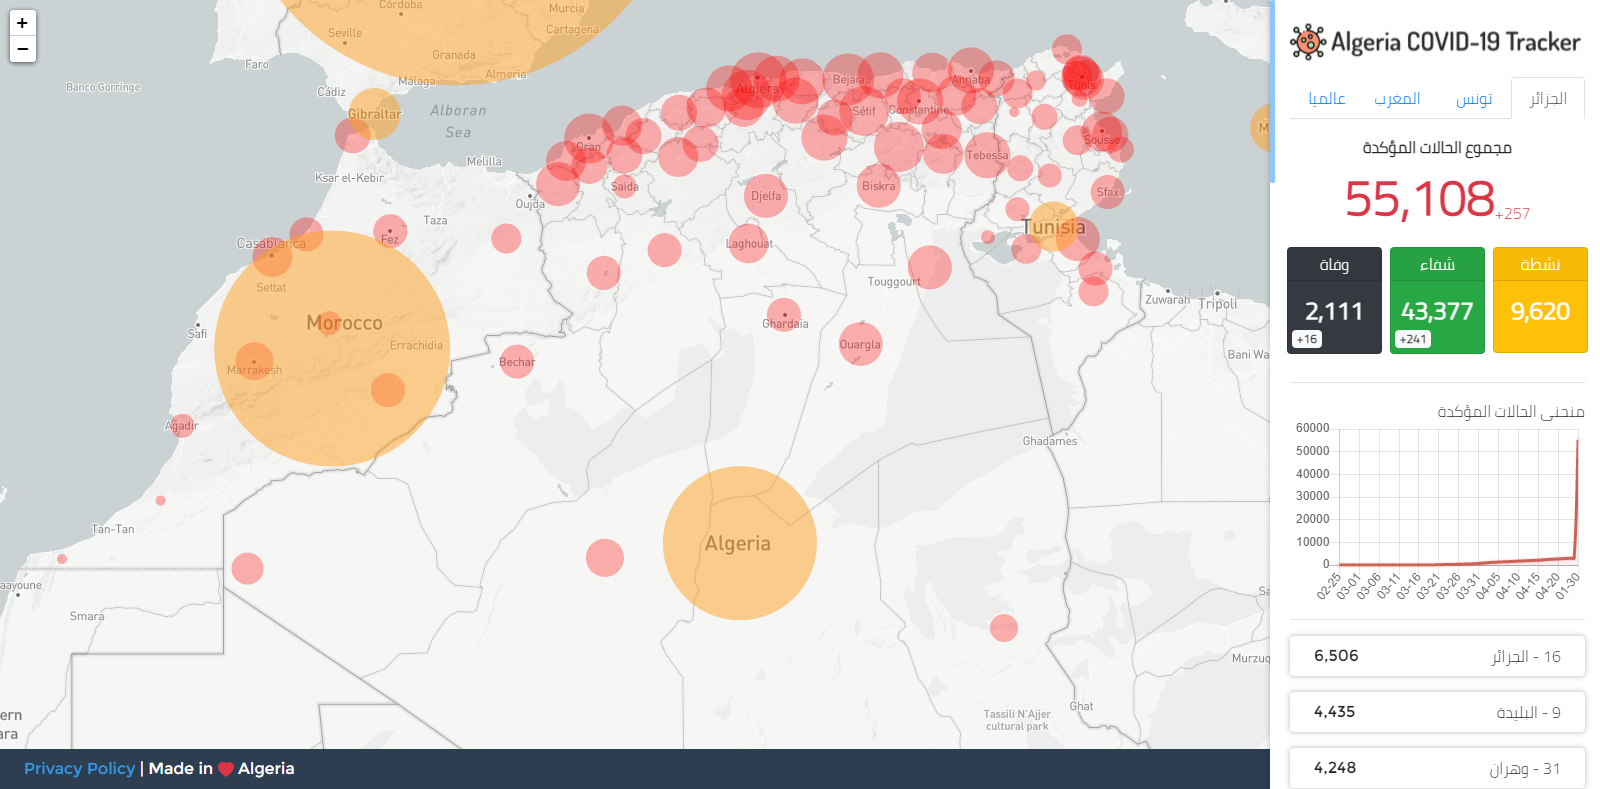 +
−
Córdoba
Murcia
Seville
Cartagena
Granada
Faro
Almeria
Málaga
Banco Gorringe
Cádiz
Gibraltar
Alboran
Sea
Melilla
Ksar el-Kebir
Oujda
Taza
Casablanca
Fez
Settat
Safi
Morocco
Errachidia
Marrakesh
Agadir
Tan-Tan
Laayoune
Smara
Algiers
Bejaia
Annaba
Tunis
Sétif
Constantine
Oran
Sousse
Tebessa
Saida
Biskra
Djelfa
Sfax
Tunisia
Laghouat
Touggourt
Zuwarah
Tripoli
Ghardaia
Ouargla
Bechar
Bani Wa
Ghadames
Algeria
Sa
Murzuq
Tassili N'Ajjer
cultural park
Ghat
ern
ara
Privacy Policy | Made in Algeria
Algeria COVID-19 Tracker
الجزائر تونس المغرب عالميا
مجموع الحالات المؤكدة
55,108 +257
وفاة شفاء نشطة
2,111 43,377 9,620
+16 +241
منحنى الحالات المؤكدة
60000
50000
40000
30000
20000
10000
0
02-25 03-01 03-06 03-11 03-16 03-21 03-26 03-31 04-05 04-10 04-15 04-20 01-30
16 - الجزائر 6,506
9 - البليدة 4,435
31 - وهران 4,248